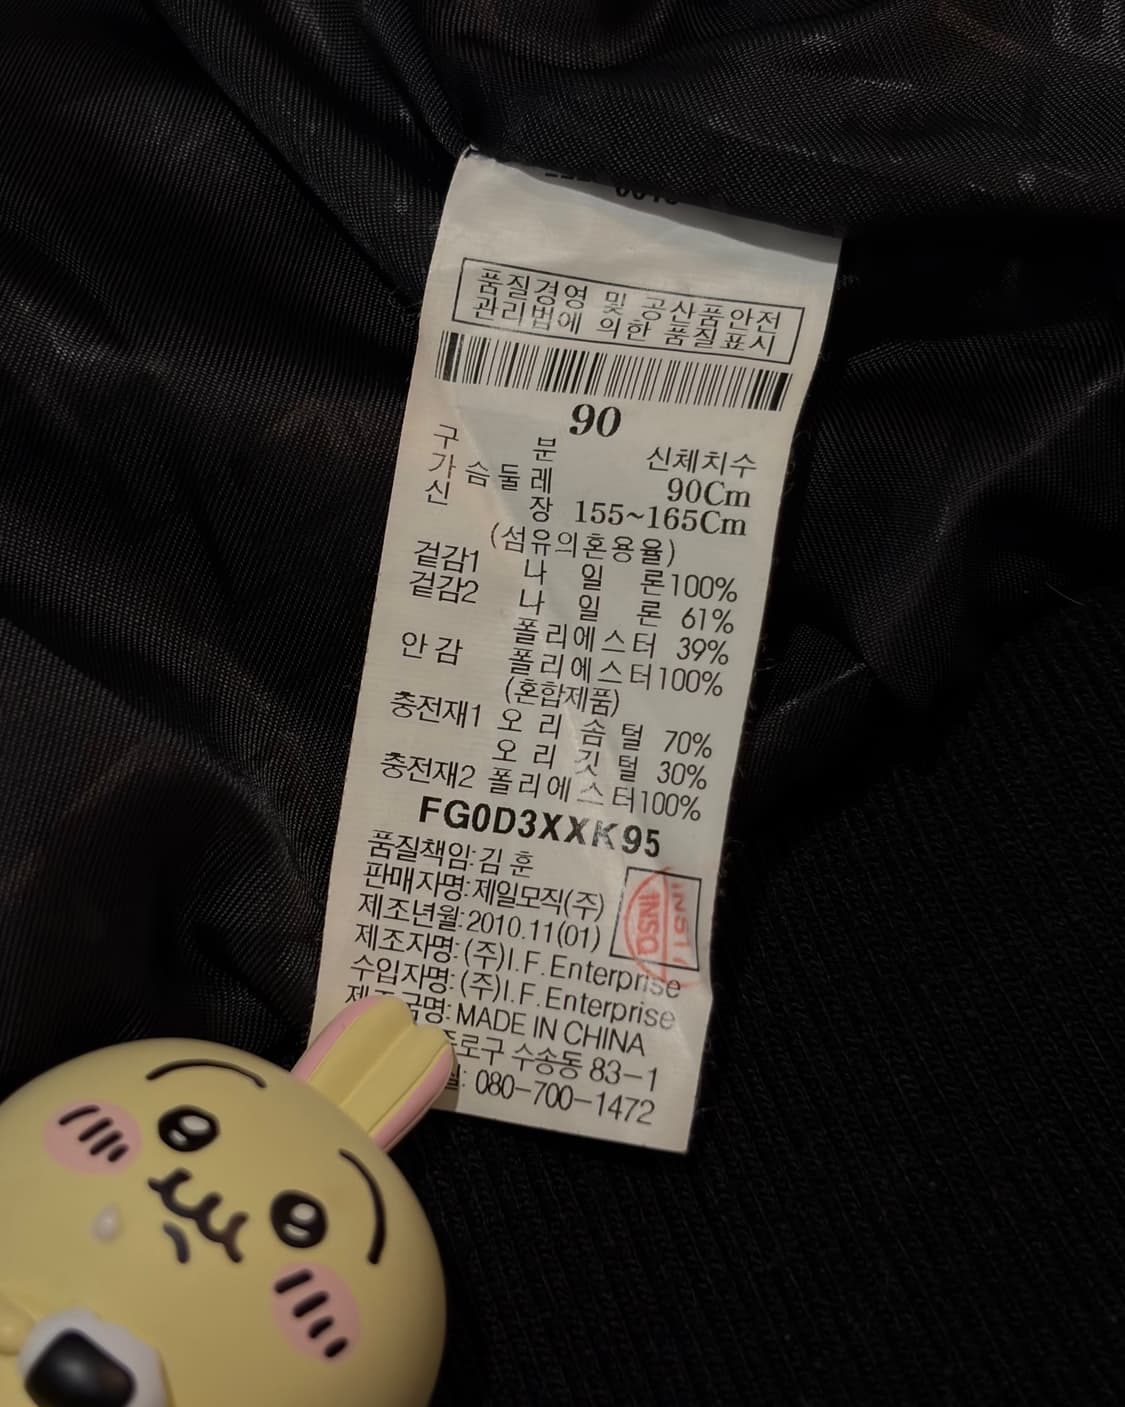 품질경영 및 공산품안전
관리법에 의한 품질표시
90
구 분 신체치수
가슴둘레 90Cm
신 장 155~165Cm
(섬유의혼용율)
겉감1 나 일 론100%
겉감2 나 일 론 61%
폴리에스터 39%
안감 폴리에스터100%
(혼합제품)
충전재1 오 리 솜 털 70%
오 리 깃 털 30%
충전재2 폴리에스터100%
FG0D3XXK95
품질책임:김 훈
판매자명:제일모직(주)
제조년월:2010.11(01)
INSQ
제조자명:(주)I.F.Enterprise
수입자명:(주)I.F.Enterprise
국명:MADE IN CHINA
로구 수송동 83-1
080-700-1472